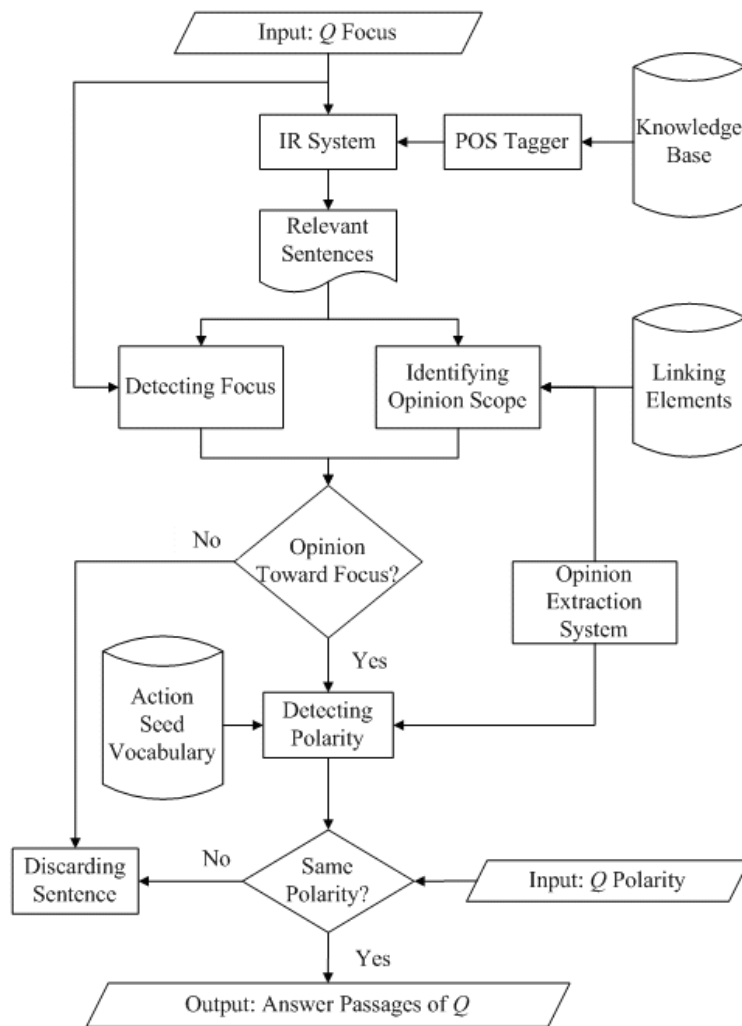 Input: Q Focus
IR System
POS Tagger
Knowledge
Base
Relevant
Sentences
Detecting Focus
Identifying
Opinion Scope
Linking
Elements
No
Opinion
Toward Focus?
Opinion
Extraction
System
Yes
Action
Seed
Vocabulary
Detecting
Polarity
Discarding
Sentence
No
Same
Polarity?
Input: Q Polarity
Yes
Output: Answer Passages of Q